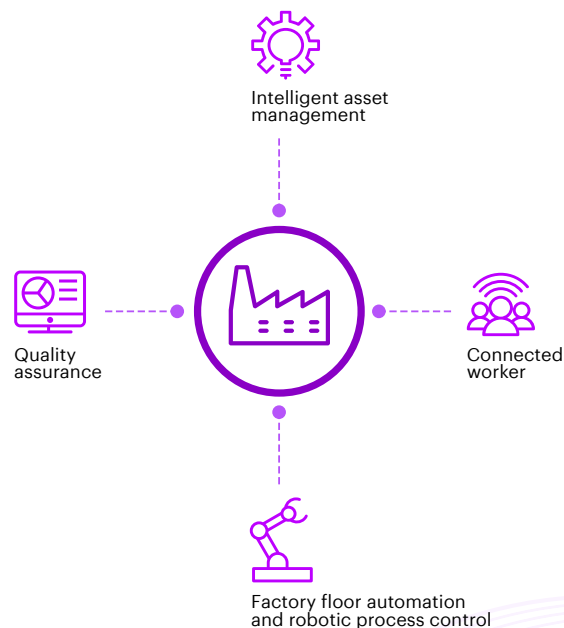 Intelligent asset
management
Quality
assurance
Connected
worker
Factory floor automation
and robotic process control